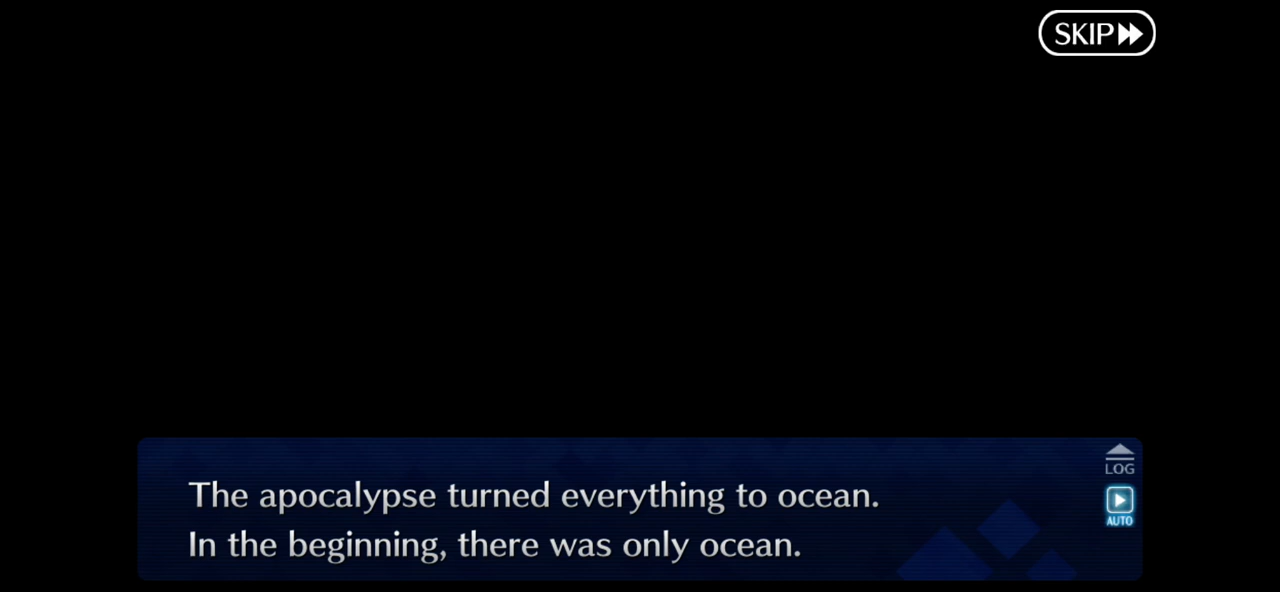 SKIP
LOG
AUTO
The apocalypse turned everything to ocean.
In the beginning, there was only ocean.